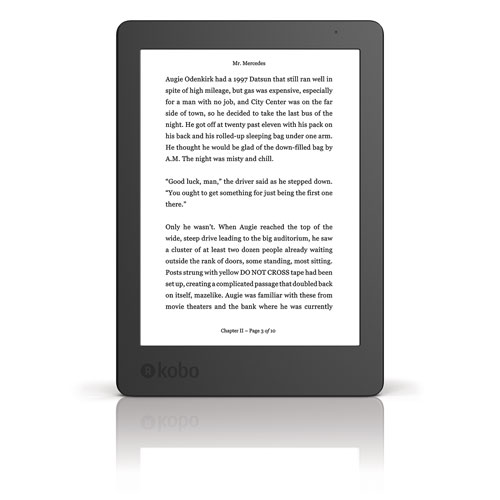 Mr. Mercedes
Augie Odenkirk had a 1997 Datsun that still ran well in
spite of high mileage, but gas was expensive, especially
for a man with no job, and City Center was on the far
side of town, so he decided to take the last bus of the
night. He got off at twenty past eleven with his pack on
his back and his rolled-up sleeping bag under one arm.
He thought he would be glad of the down-filled bag by
A.M. The night was misty and chill.
“Good luck, man,” the driver said as he stepped down.
“You ought to get something for just being the first one
there.”
Only he wasn’t. When Augie reached the top of the
wide, steep drive leading to the big auditorium, he saw
a cluster of at least two dozen people already waiting
outside the rank of doors, some standing, most sitting.
Posts strung with yellow DO NOT CROSS tape had been
set up, creating a complicated passage that doubled back
on itself, mazelike. Augie was familiar with these from
movie theaters and the bank where he was currently
Chapter II – Page 3 of 10
kobo